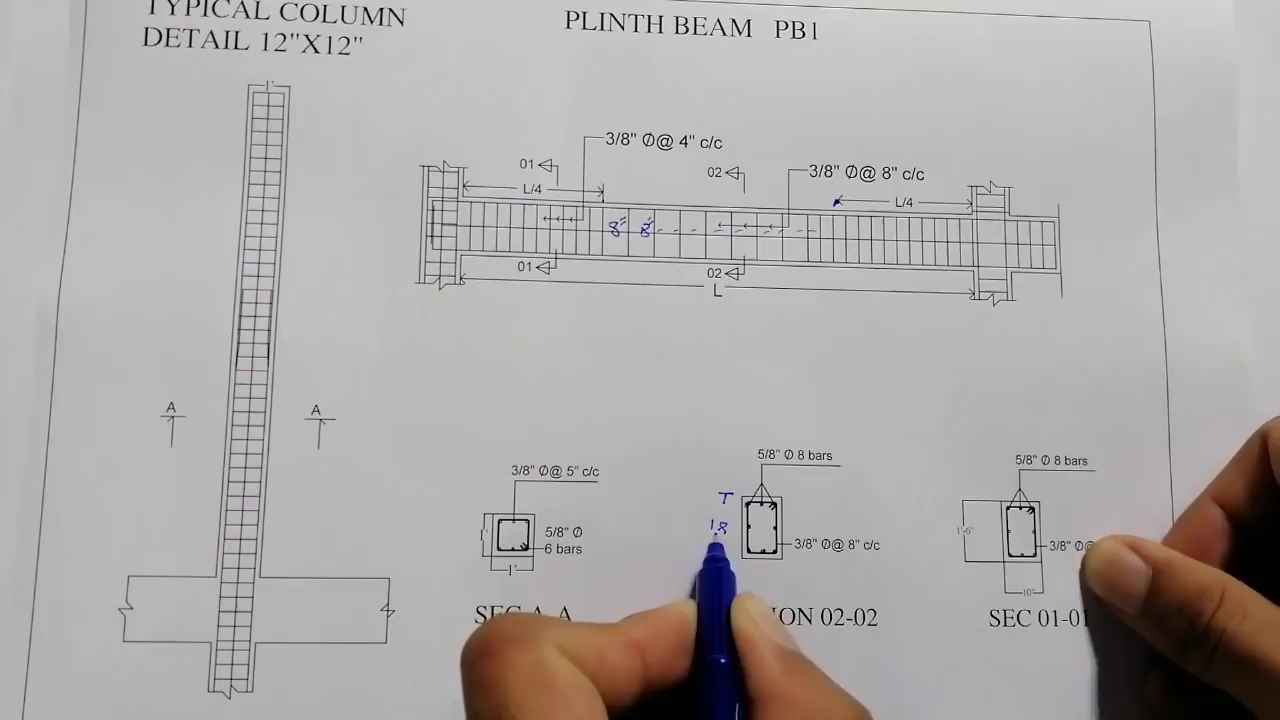 TYPICAL COLUMN
DETAIL 12"X12"
PLINTH BEAM PB1
1'
3/8" Ø@ 4" c/c
01
02
3/8" Ø@ 8" c/c
L/4
L/4
8" 8"
01
02
L
A
A
3/8" Ø@ 5" c/c
5/8" Ø 8 bars
5/8" Ø 8 bars
T
18
1'
5/8" Ø
6 bars
3/8" Ø@ 8" c/c
1'-6"
3/8" Ø@
1'
10"
SEC A-A
ION 02-02
SEC 01-01